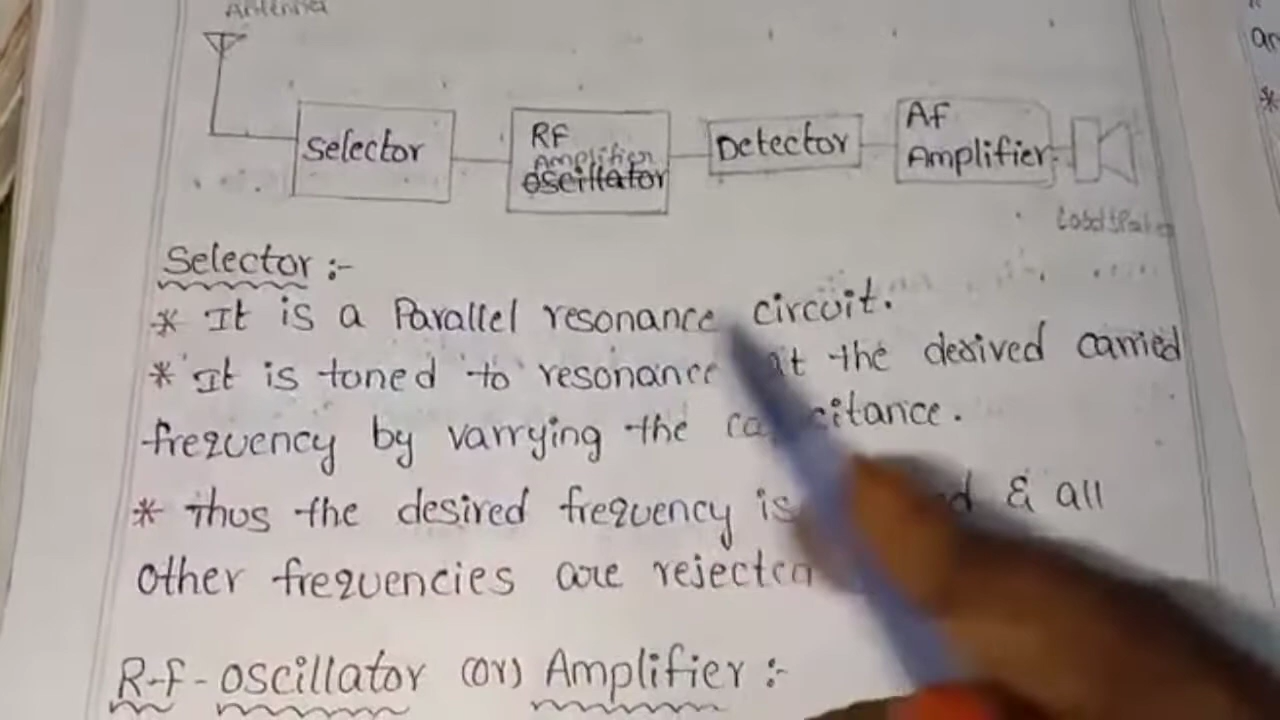 Antenna
Selector
RF
Amplifier
oscillator
Detector
AF
Amplifier
Selector :-
* It is a Parallel resonance circuit.
* It is toned to resonance at the desired carried
frequency by varrying the capacitance.
* Thus the desired frequency is & all
other frequencies are rejected
R-f- oscillator (or) Amplifier :-